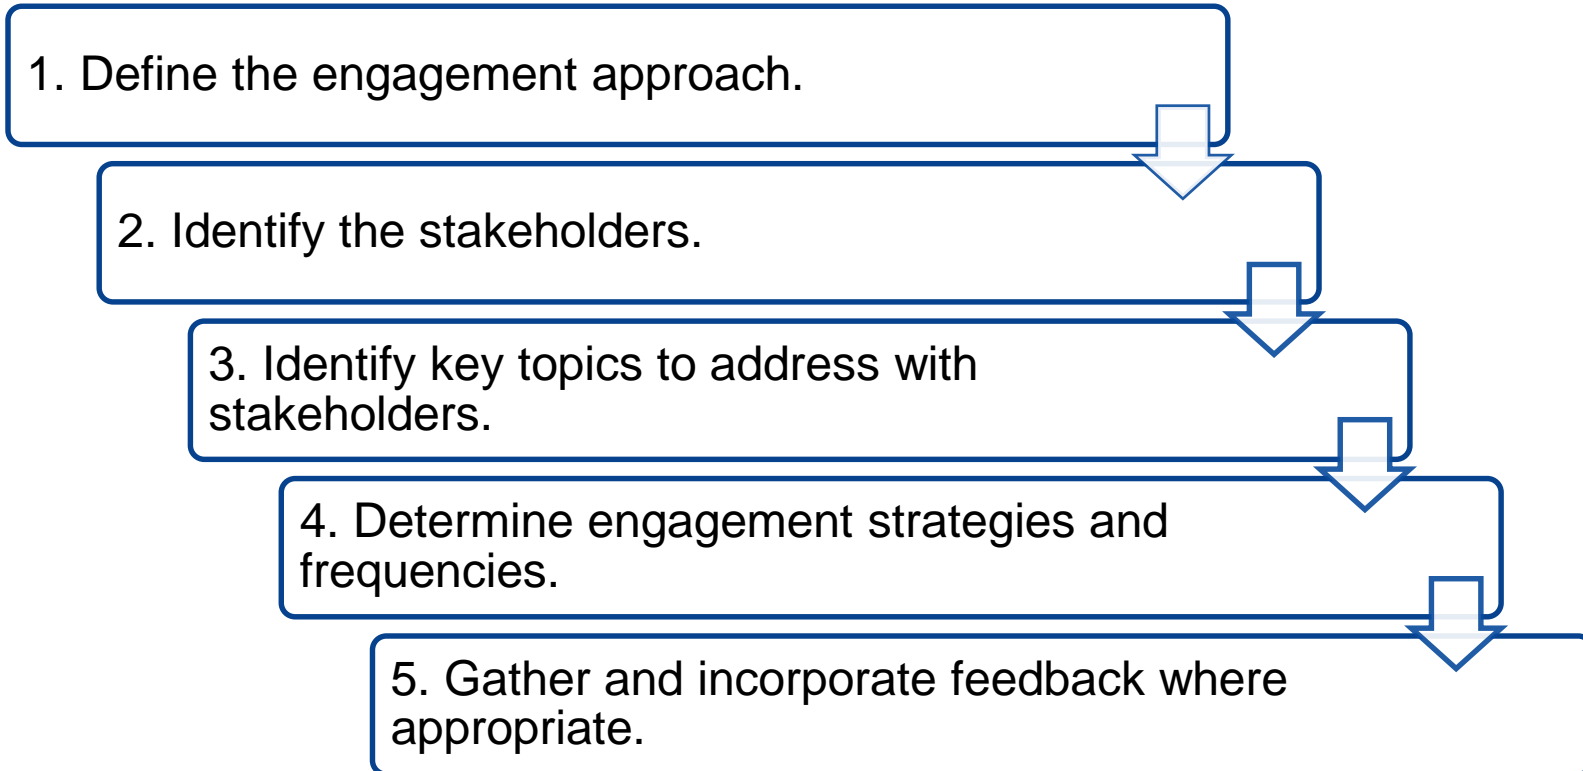 1. Define the engagement approach.
2. Identify the stakeholders.
3. Identify key topics to address with
stakeholders.
4. Determine engagement strategies and
frequencies.
5. Gather and incorporate feedback where
appropriate.